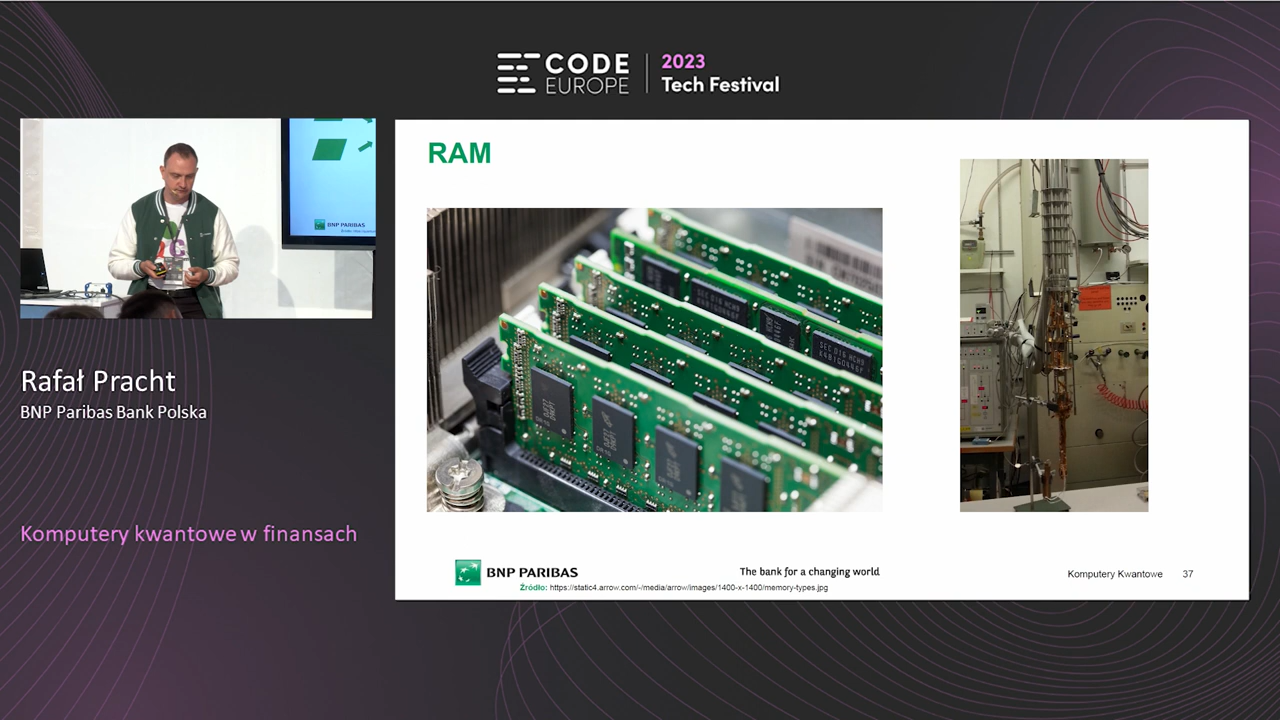 CODE
EUROPE
2023
Tech Festival
BNP PARIBAS
Rafał Pracht
BNP Paribas Bank Polska
Komputery kwantowe w finansach
RAM
BNP PARIBAS
The bank for a changing world
Źródło: https://static4.arrow.com/-/media/arrow/images/1400-x-1400/memory-types.jpg
Komputery Kwantowe 37